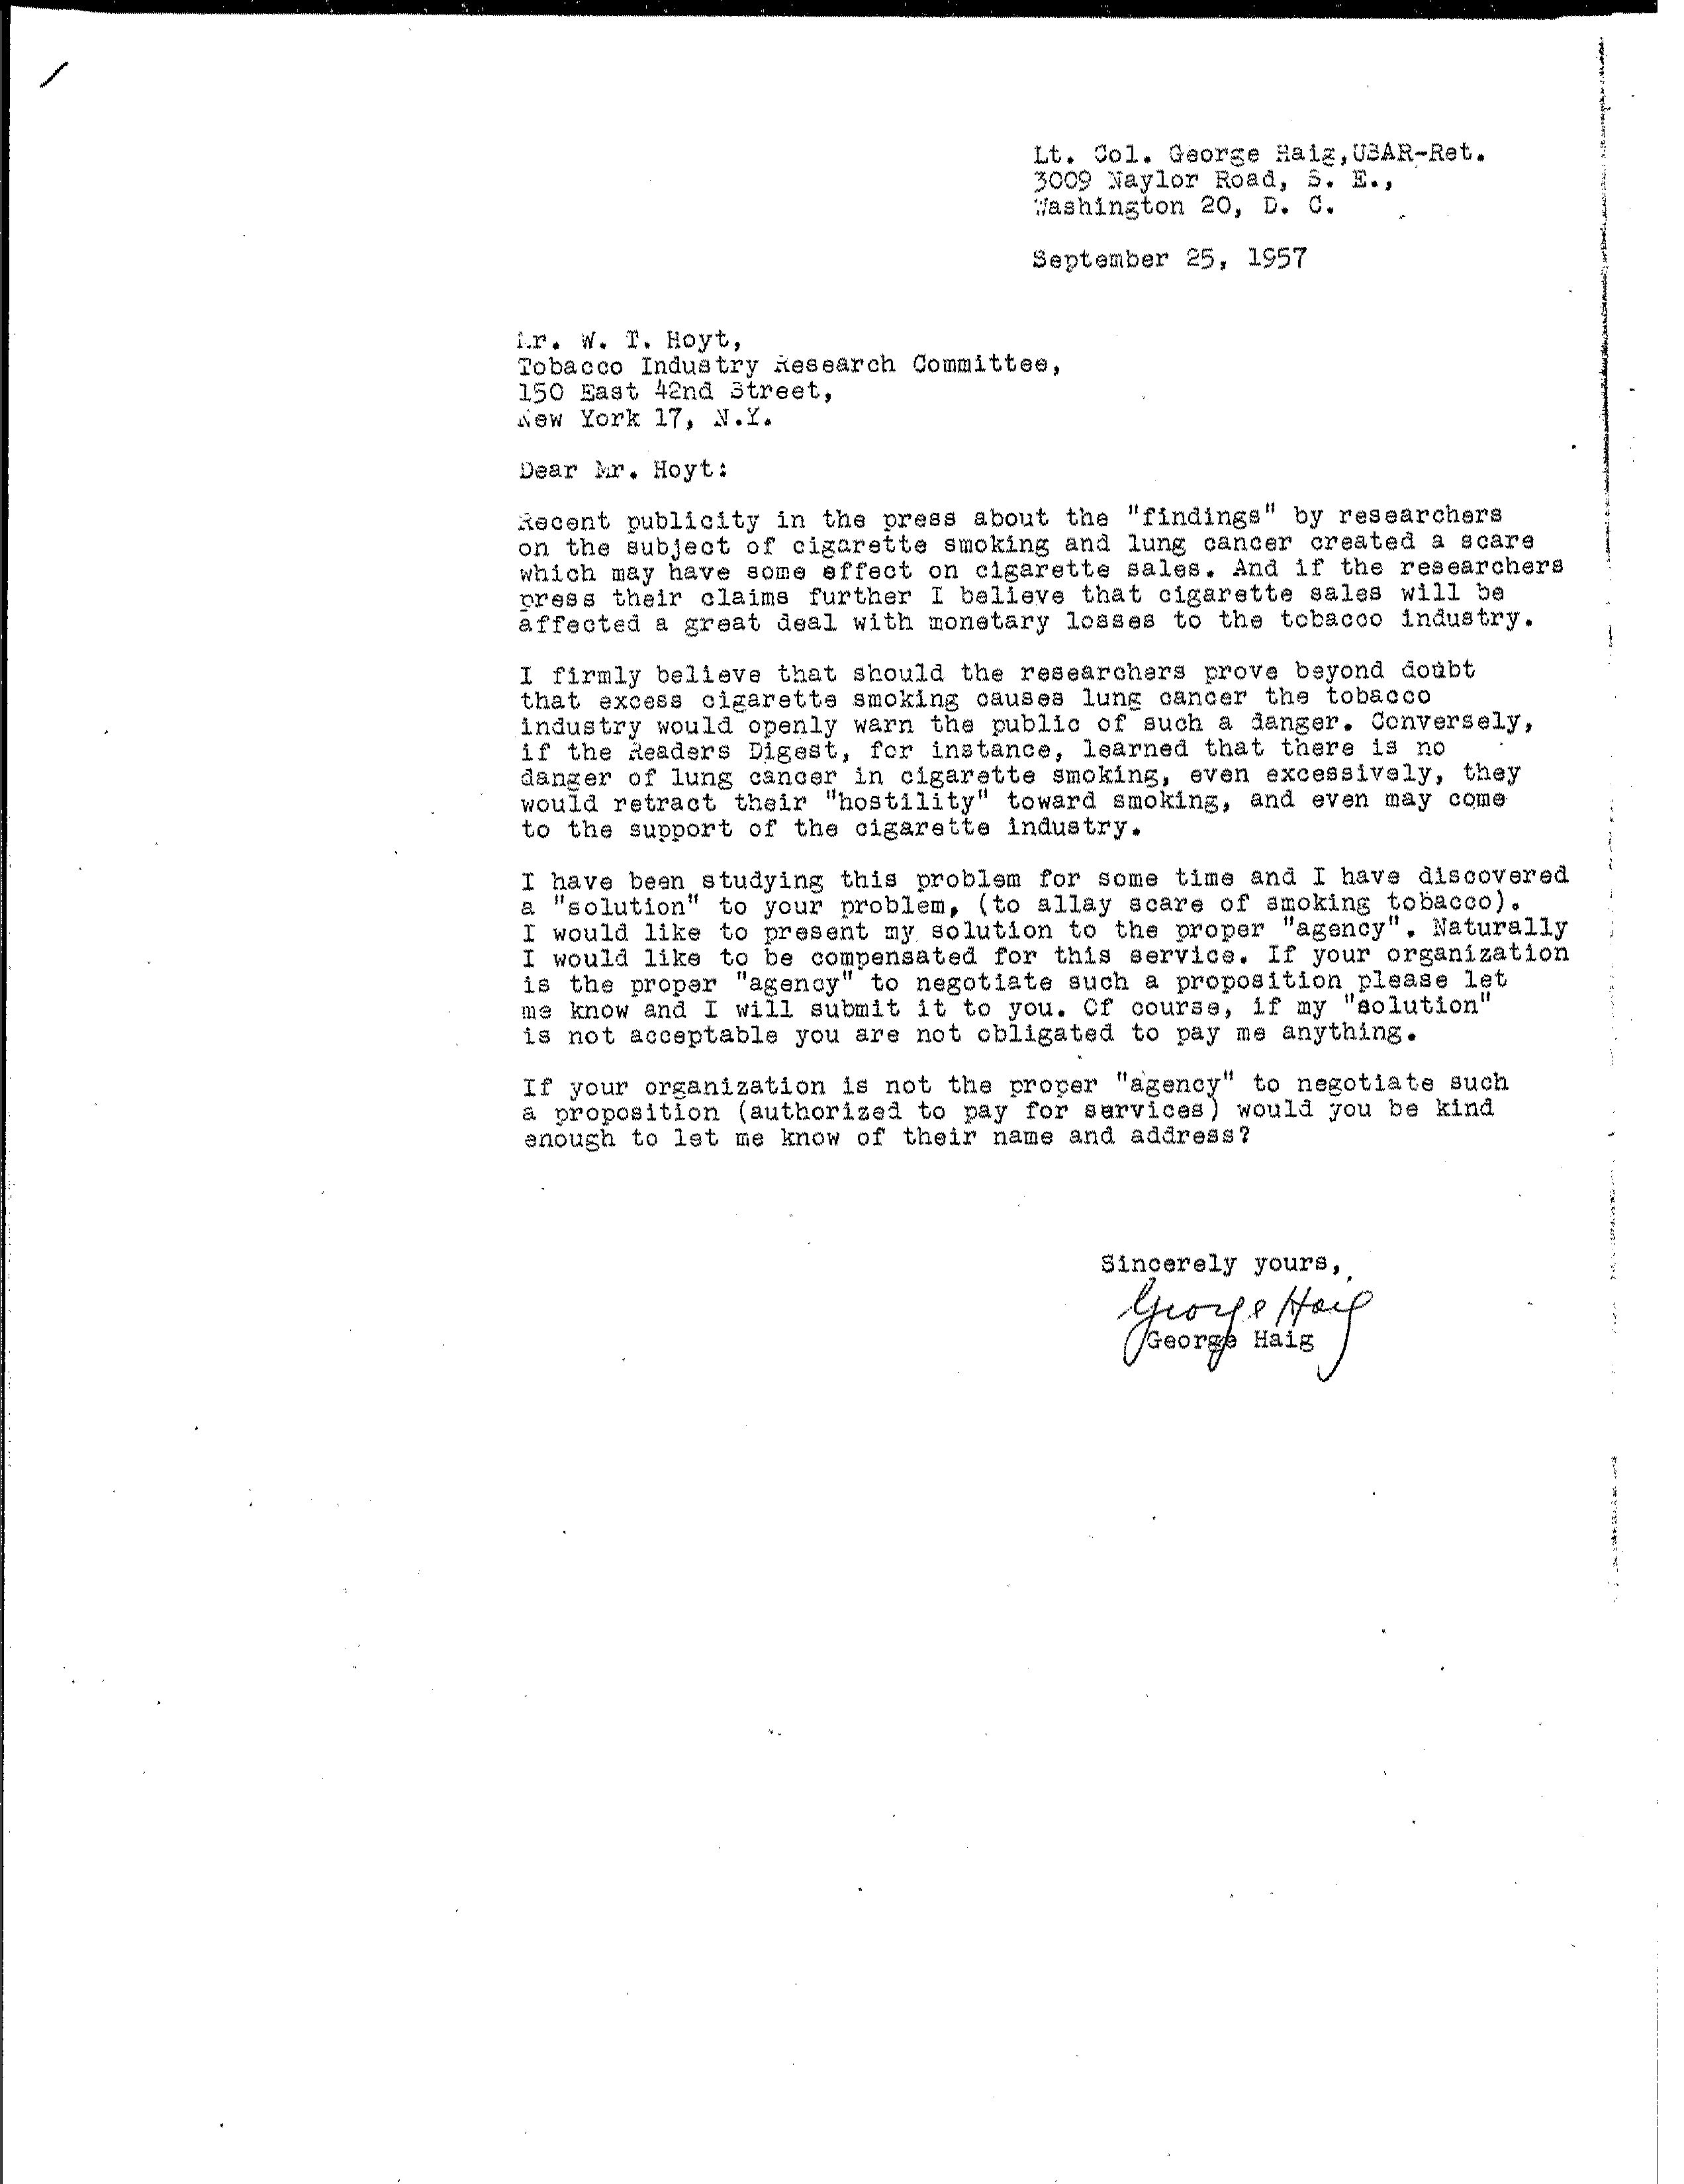 Lt. Col. George Haig,USAR-Ret.
3009 Naylor Road, S. E.,
Washington 20, D. C.
September 25, 1957
Mr. W. T. Hoyt,
Tobacco Industry Research Committee,
150 East 42nd Street,
New York 17, N.Y.
Dear Mr. Hoyt:
Recent publicity in the press about the "findings" by researchers
on the subject of cigarette smoking and lung cancer created a scare
which may have some effect on cigarette sales. And if the researchers
press their claims further I believe that cigarette sales will be
affected a great deal with monetary losses to the tobacco industry.
I firmly believe that should the researchers prove beyond doubt
that excess cigarette smoking causes lung cancer the tobacco
industry would openly warn the public of such a danger. Conversely,
if the Readers Digest, for instance, learned that there is no
danger of lung cancer in cigarette smoking, even excessively, they
would retract their "hostility" toward smoking, and even may come
to the support of the cigarette industry.
I have been studying this problem for some time and I have discovered
a "solution" to your problem, (to allay scare of smoking tobacco).
I would like to present my solution to the proper "agency". Naturally
I would like to be compensated for this service. If your organization
is the proper "agency" to negotiate such a proposition please let
me know and I will submit it to you. Of course, if my "solution"
is not acceptable you are not obligated to pay me anything.
If your organization is not the proper "agency" to negotiate such
a proposition (authorized to pay for services) would you be kind
enough to let me know of their name and address?
Sincerely yours,
George Haig
George Haig